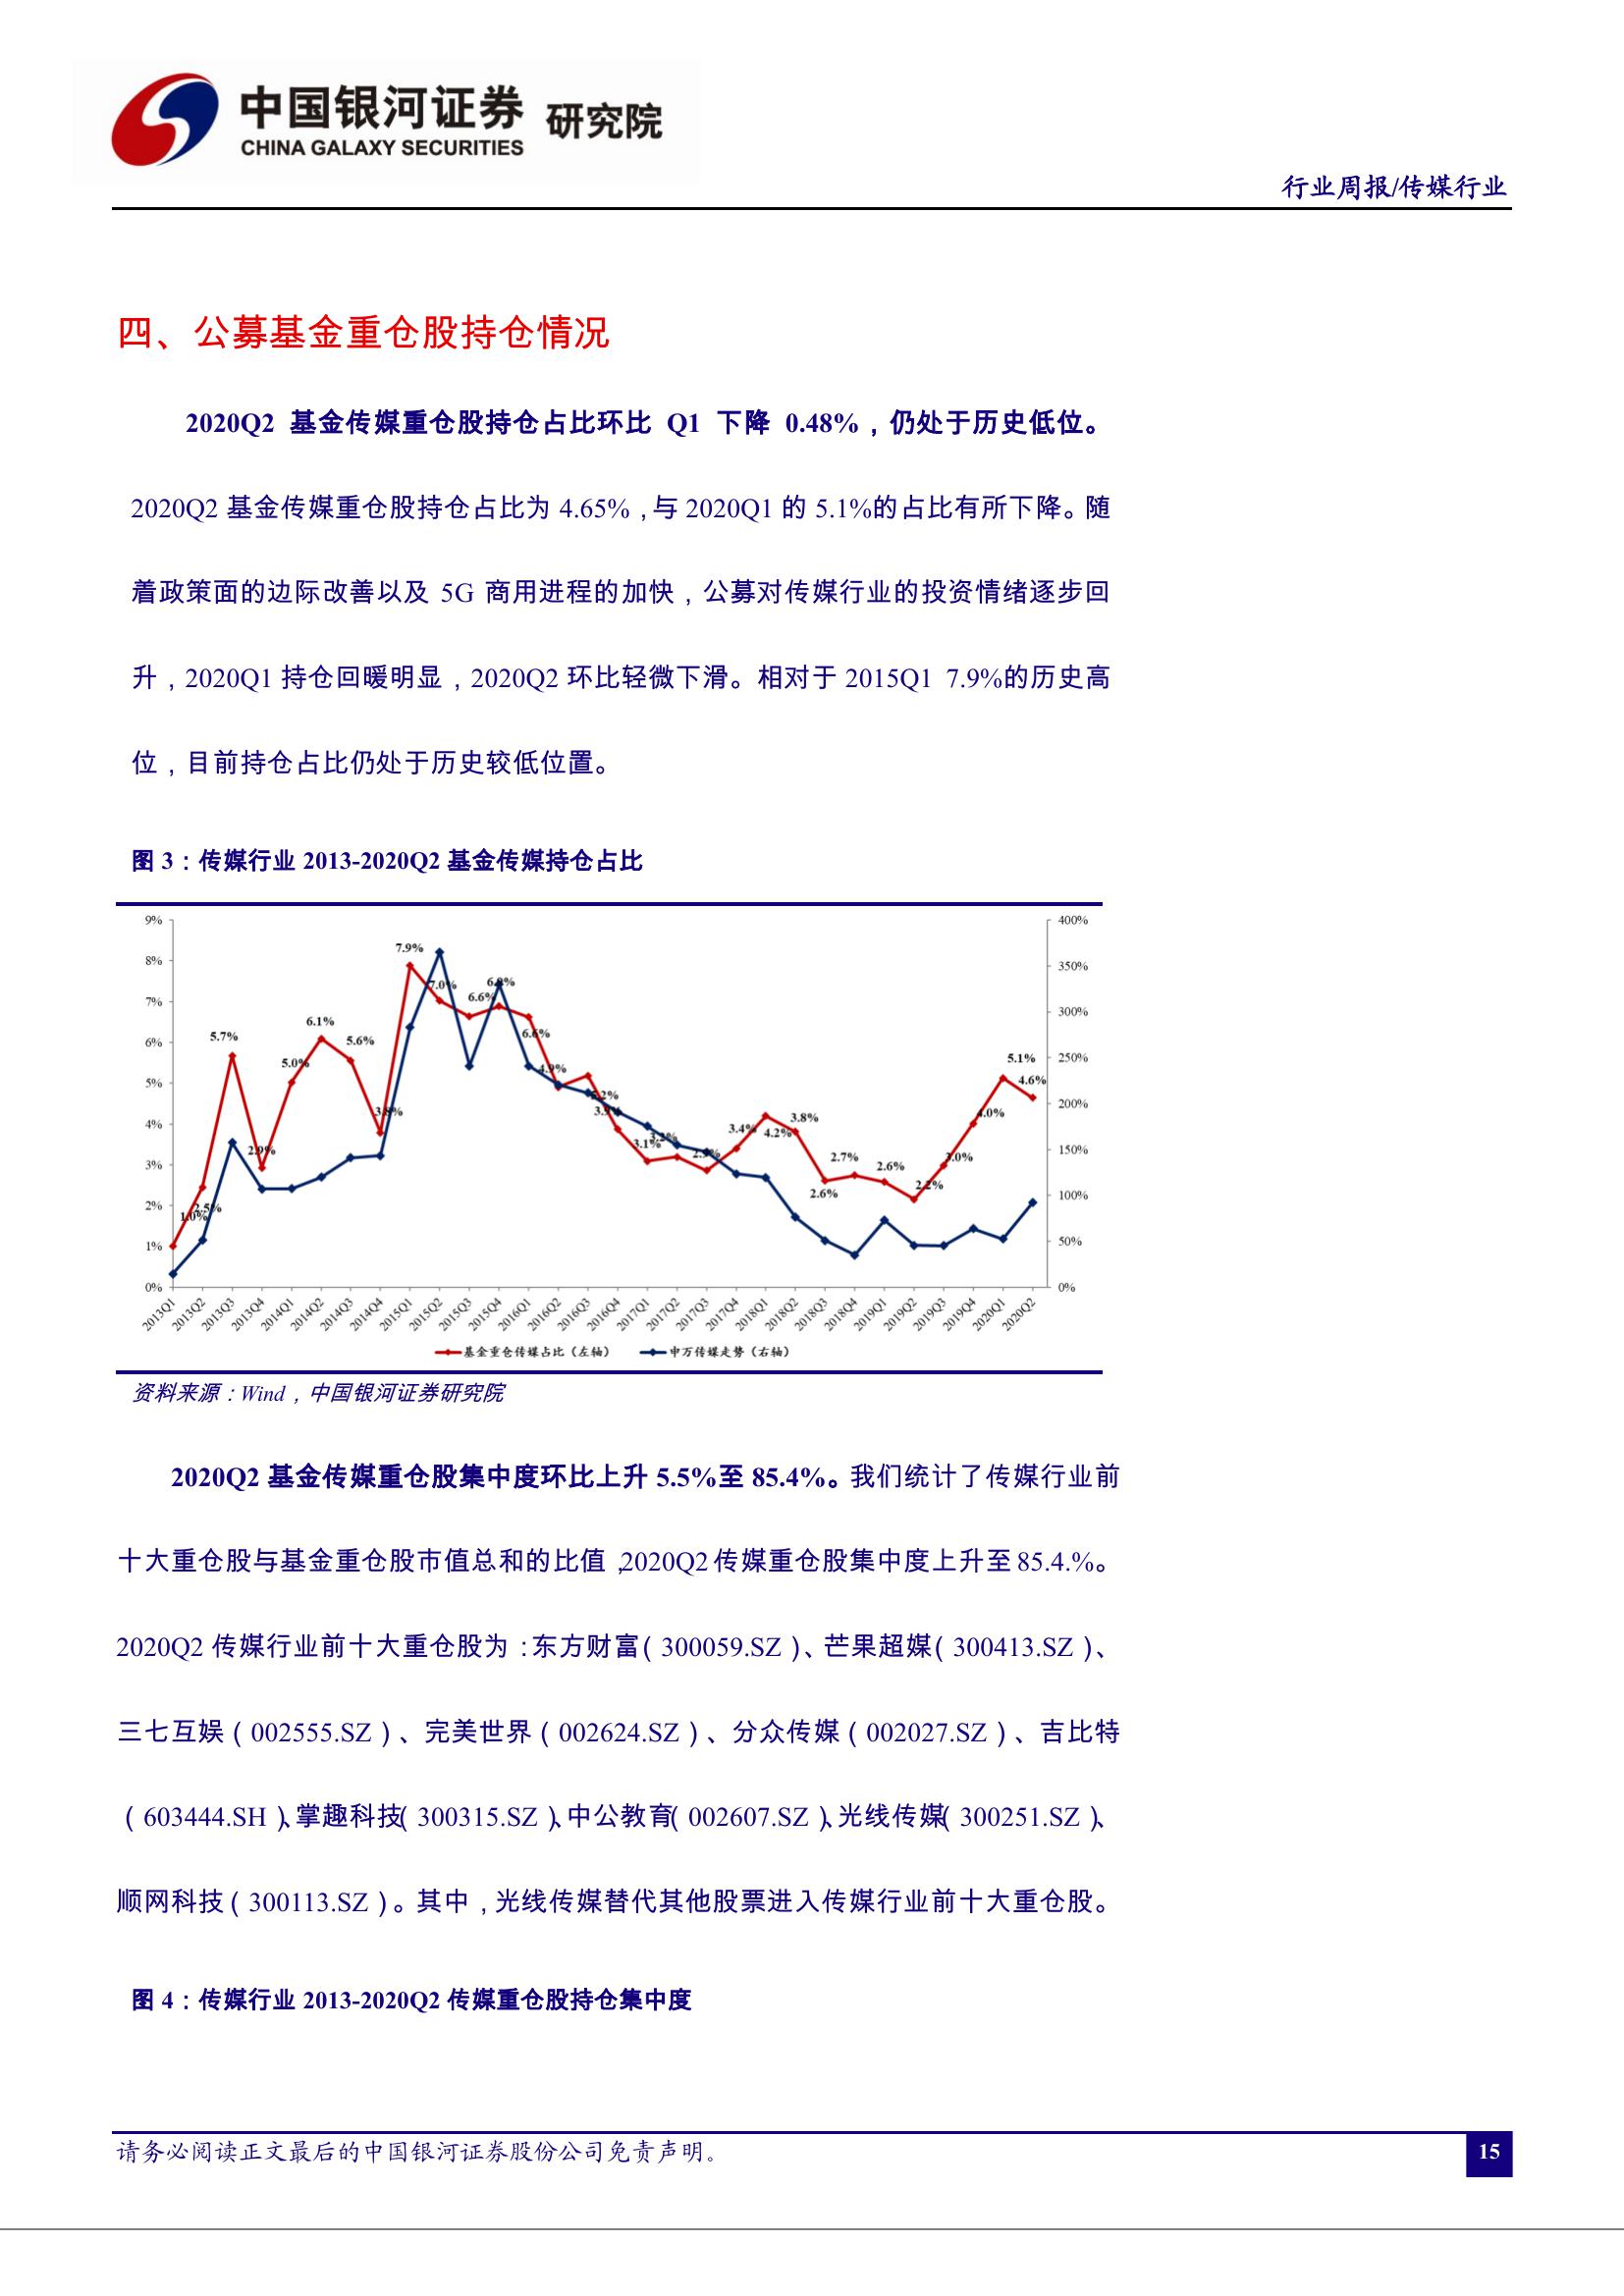 中国银河证券 研究院
CHINA GALAXY SECURITIES
行业周报/传媒行业
四、公募基金重仓股持仓情况
2020Q2 基金传媒重仓股持仓占比环比 Q1 下降 0.48%，仍处于历史低位。
2020Q2 基金传媒重仓股持仓占比为 4.65%，与 2020Q1 的 5.1%的占比有所下降。随
着政策面的边际改善以及 5G 商用进程的加快，公募对传媒行业的投资情绪逐步回
升，2020Q1 持仓回暖明显，2020Q2 环比轻微下滑。相对于 2015Q1 7.9%的历史高
位，目前持仓占比仍处于历史较低位置。
图 3：传媒行业 2013-2020Q2 基金传媒持仓占比
9% 8% 7% 6% 5% 4% 3% 2% 1% 0%
400% 350% 300% 250% 200% 150% 100% 50% 0%
1.0% 2.5% 5.7% 2.9% 5.0% 6.1% 5.6% 3.8% 7.9% 7.0% 6.6% 6.6% 4.9% 3.1% 3.2% 3.4% 4.2% 3.8% 2.6% 2.7% 2.6% 2.2% 3.0% 4.0% 5.1% 4.6%
2013Q1 2013Q2 2013Q3 2013Q4 2014Q1 2014Q2 2014Q3 2014Q4 2015Q1 2015Q2 2015Q3 2015Q4 2016Q1 2016Q2 2016Q3 2016Q4 2017Q1 2017Q2 2017Q3 2017Q4 2018Q1 2018Q2 2018Q3 2018Q4 2019Q1 2019Q2 2019Q3 2019Q4 2020Q1 2020Q2
基金重仓传媒占比（左轴） 申万传媒走势（右轴）
资料来源：Wind，中国银河证券研究院
2020Q2 基金传媒重仓股集中度环比上升 5.5%至 85.4%。我们统计了传媒行业前
十大重仓股与基金重仓股市值总和的比值，2020Q2 传媒重仓股集中度上升至 85.4.%。
2020Q2 传媒行业前十大重仓股为：东方财富（300059.SZ）、芒果超媒（300413.SZ）、
三七互娱（002555.SZ）、完美世界（002624.SZ）、分众传媒（002027.SZ）、吉比特
（603444.SH）、掌趣科技（300315.SZ）、中公教育（002607.SZ）、光线传媒（300251.SZ）、
顺网科技（300113.SZ）。其中，光线传媒替代其他股票进入传媒行业前十大重仓股。
图 4：传媒行业 2013-2020Q2 传媒重仓股持仓集中度
请务必阅读正文最后的中国银河证券股份公司免责声明。
15